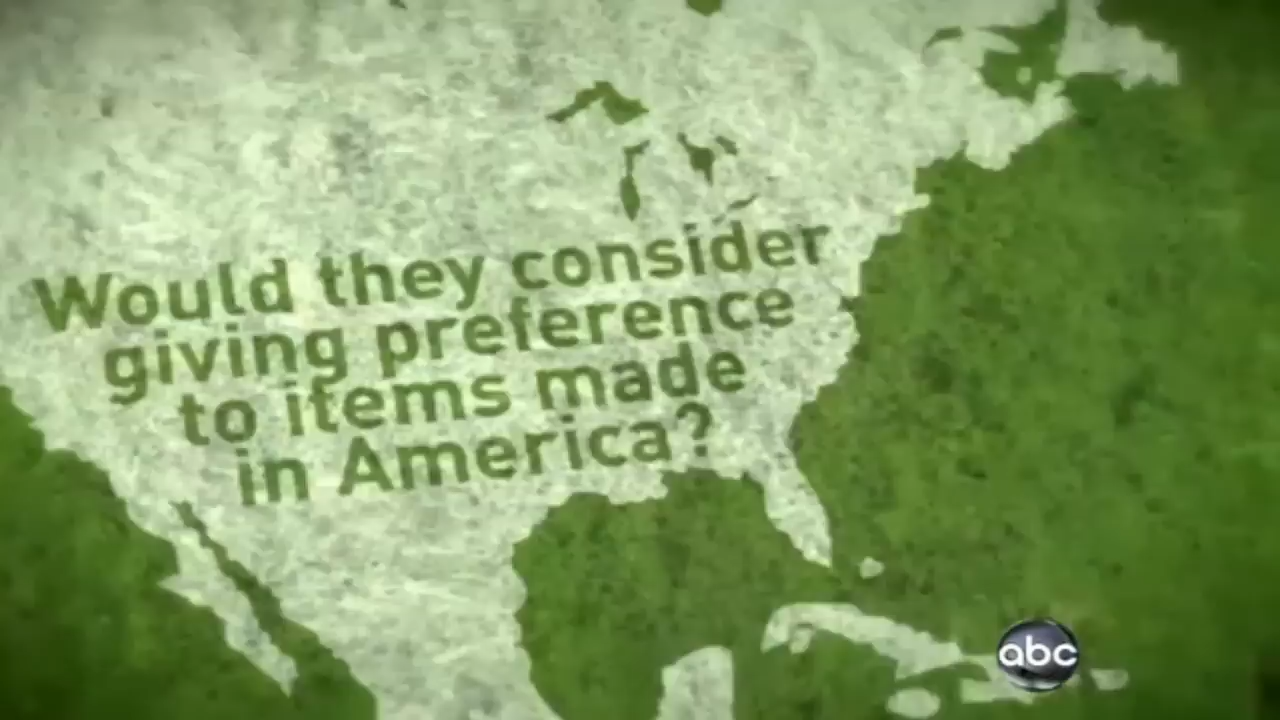 Would they consider
giving preference
to items made
in America?
abc